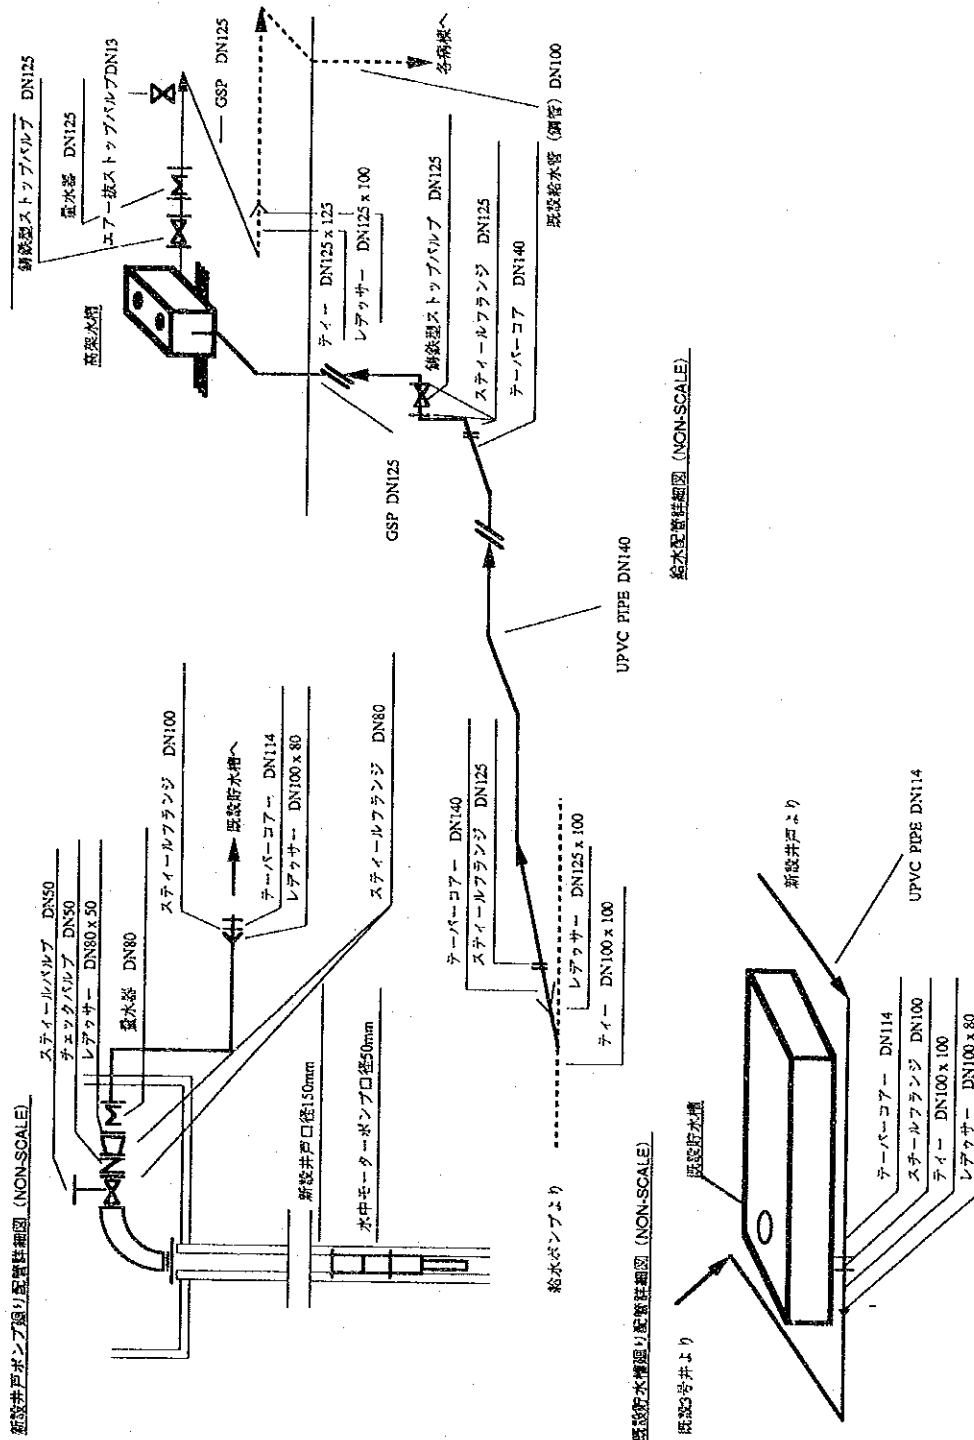 新設井戸ポンプ廻り配管詳細図 (NON-SCALE)
スティールバルブ DN50
チェックバルブ DN50
レデッサー DN80 x 50
量水器 DN80
スティールフランジ DN100
既設貯水槽へ
テーパーコアー DN114
レデッサー DN100 x 80
スティールフランジ DN80
新設井戸口径150mm
水中モーターポンプ口径50mm
鋳鉄型ストップバルブ DN125
量水器 DN125
エアー抜ストップバルブDN13
GSP DN125
高架水槽
ティー DN125 x 125
レデッサー DN125 x 100
各病棟へ
既設給水管 (鋼管) DN100
鋳鉄型ストップバルブ DN125
スティールフランジ DN125
テーパーコア DN140
GSP DN125
UPVC PIPE DN140
テーパーコアー DN140
スティールフランジ DN125
レデッサー DN125 x 100
ティー DN100 x 100
給水ポンプより
給水配管詳細図 (NON-SCALE)
既設貯水槽廻り配管詳細図 (NON-SCALE)
既設3号井より
既設貯水槽
新設井戸より
UPVC PIPE DN114
テーパーコアー DN114
スチールフランジ DN100
ティー DN100 x 100
レデッサー DN100 x 80